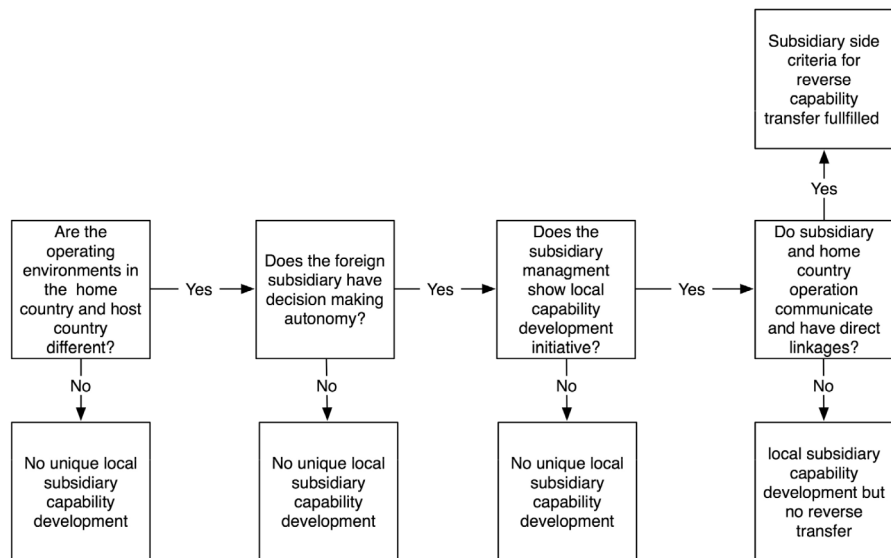 Subsidiary side
criteria for
reverse
capability
transfer fullfilled
Yes
Are the
operating
environments in
the home
country and host
country
different?
Yes
Does the foreign
subsidiary have
decision making
autonomy?
Yes
Does the
subsidiary
managment
show local
capability
development
initiative?
Yes
Do subsidiary
and home
country
operation
communicate
and have direct
linkages?
No
No
No
No
No unique local
subsidiary
capability
development
No unique local
subsidiary
capability
development
No unique local
subsidiary
capability
development
local subsidiary
capability
development but
no reverse
transfer